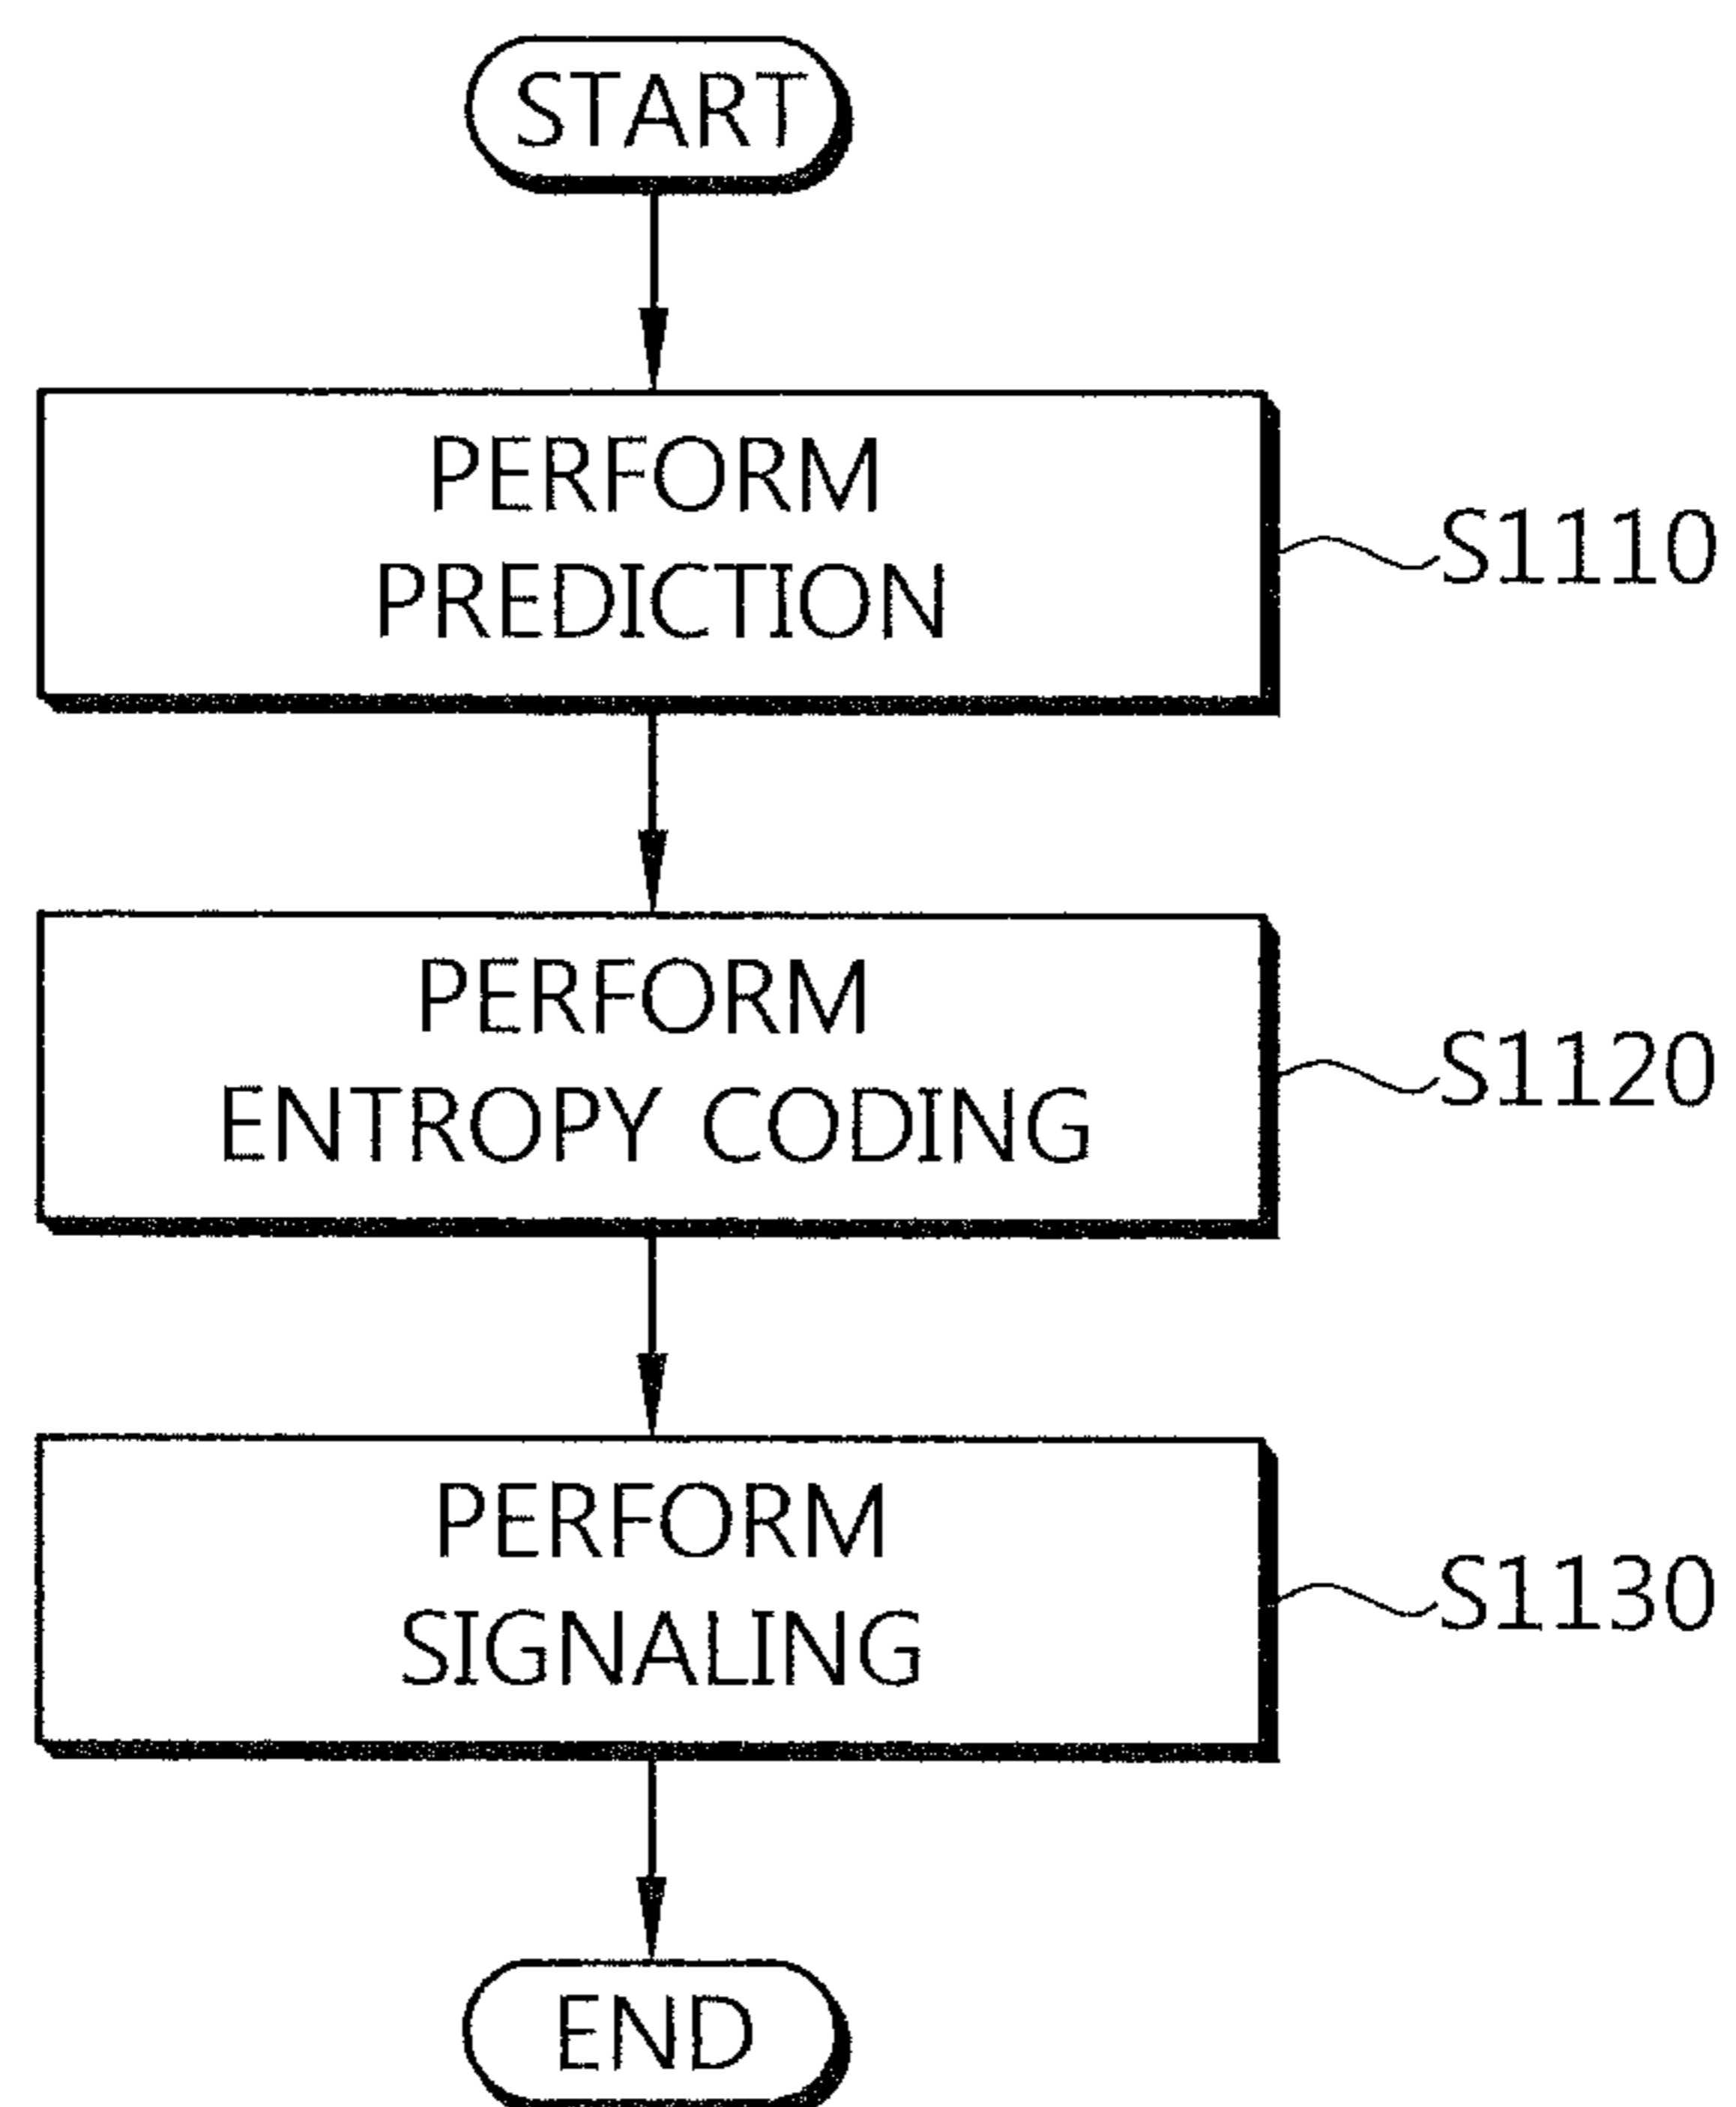 START
PERFORM
PREDICTION
S1110
PERFORM
ENTROPY CODING
S1120
PERFORM
SIGNALING
S1130
END